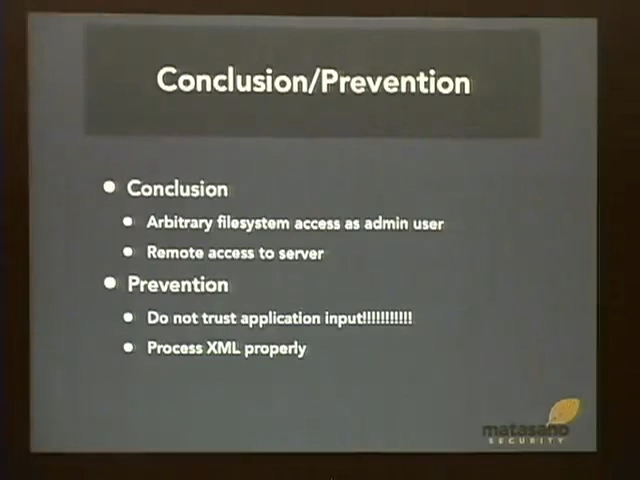 Conclusion/Prevention
Conclusion
Arbitrary filesystem access as admin user
Remote access to server
Prevention
Do not trust application input!!!!!!!!!!!
Process XML properly
matasano
SECURITY